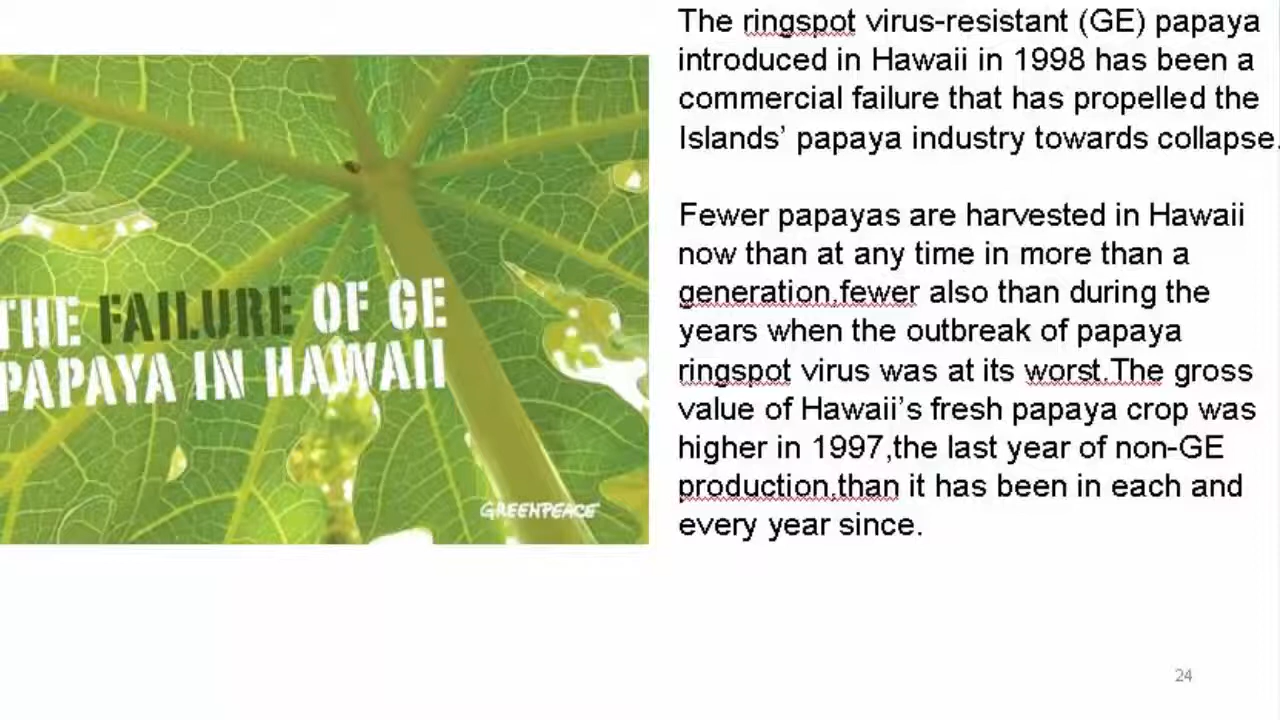 The ringspot virus-resistant (GE) papaya
introduced in Hawaii in 1998 has been a
commercial failure that has propelled the
Islands’ papaya industry towards collapse.
Fewer papayas are harvested in Hawaii
now than at any time in more than a
generation,fewer also than during the
years when the outbreak of papaya
ringspot virus was at its worst.The gross
value of Hawaii’s fresh papaya crop was
higher in 1997,the last year of non-GE
production,than it has been in each and
every year since.
THE FAILURE OF GE
PAPAYA IN HAWAII
GREENPEACE
24